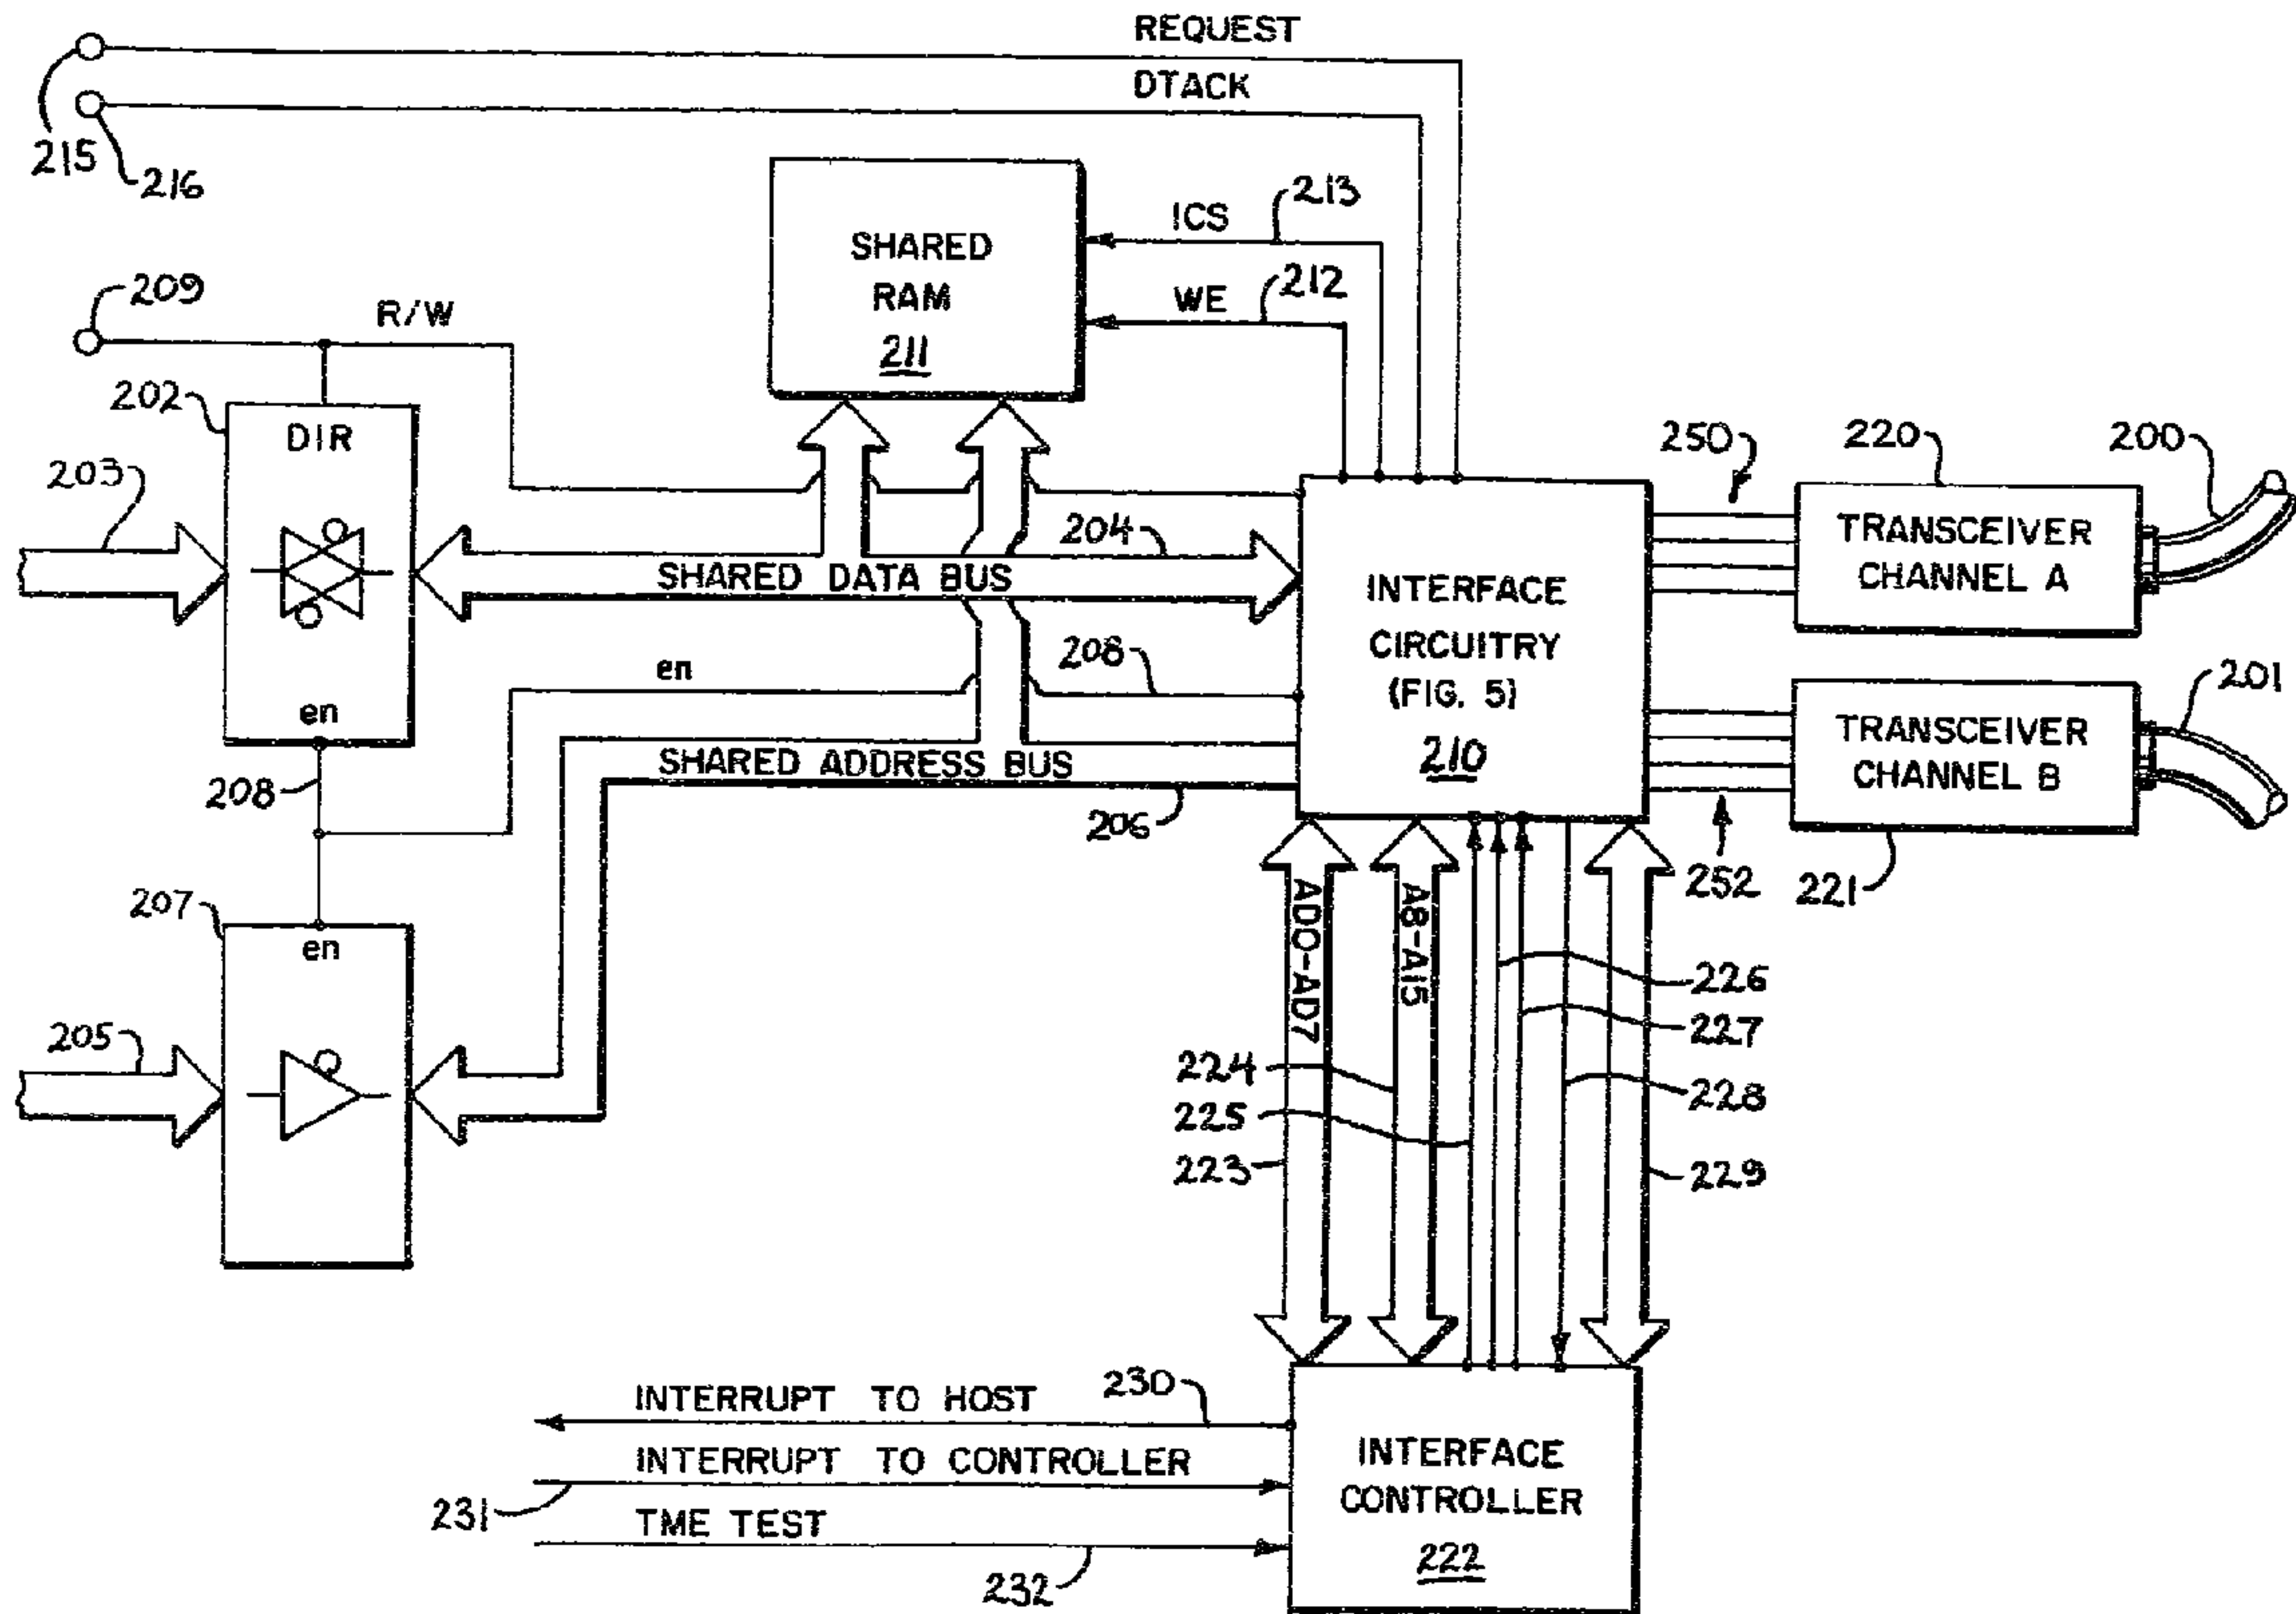 REQUEST
DTACK
215
216
213
ICS
SHARED
RAM
211
212
WE
209
R/W
202
DIR
203
250
220
200
204
TRANSCEIVER
CHANNEL A
SHARED DATA BUS
INTERFACE
CIRCUITRY
(FIG. 5)
210
en
208
201
en
TRANSCEIVER
CHANNEL B
SHARED ADDRESS BUS
208
206
252
221
207
en
AD0-AD7
A8-A15
226
227
205
224
228
225
223
229
INTERRUPT TO HOST
230
INTERRUPT TO CONTROLLER
231
TME TEST
232
INTERFACE
CONTROLLER
222